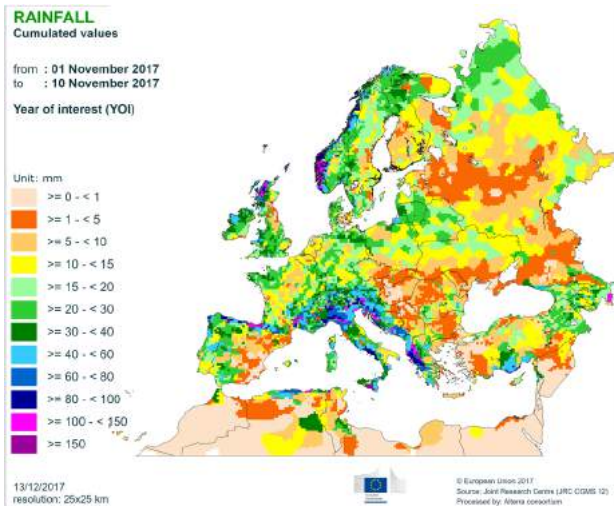 RAINFALL
Cumulated values
from : 01 November 2017
to : 10 November 2017
Year of interest (YOI)
Unit: mm
>= 0 - < 1
>= 1 - < 5
>= 5 - < 10
>= 10 - < 15
>= 15 - < 20
>= 20 - < 30
>= 30 - < 40
>= 40 - < 60
>= 60 - < 80
>= 80 - < 100
>= 100 - < 150
>= 150
13/12/2017
resolution: 25x25 km
© European Union 2017
Source: Joint Research Centre (JRC CGMS 12)
Processed by: Alterra consortium